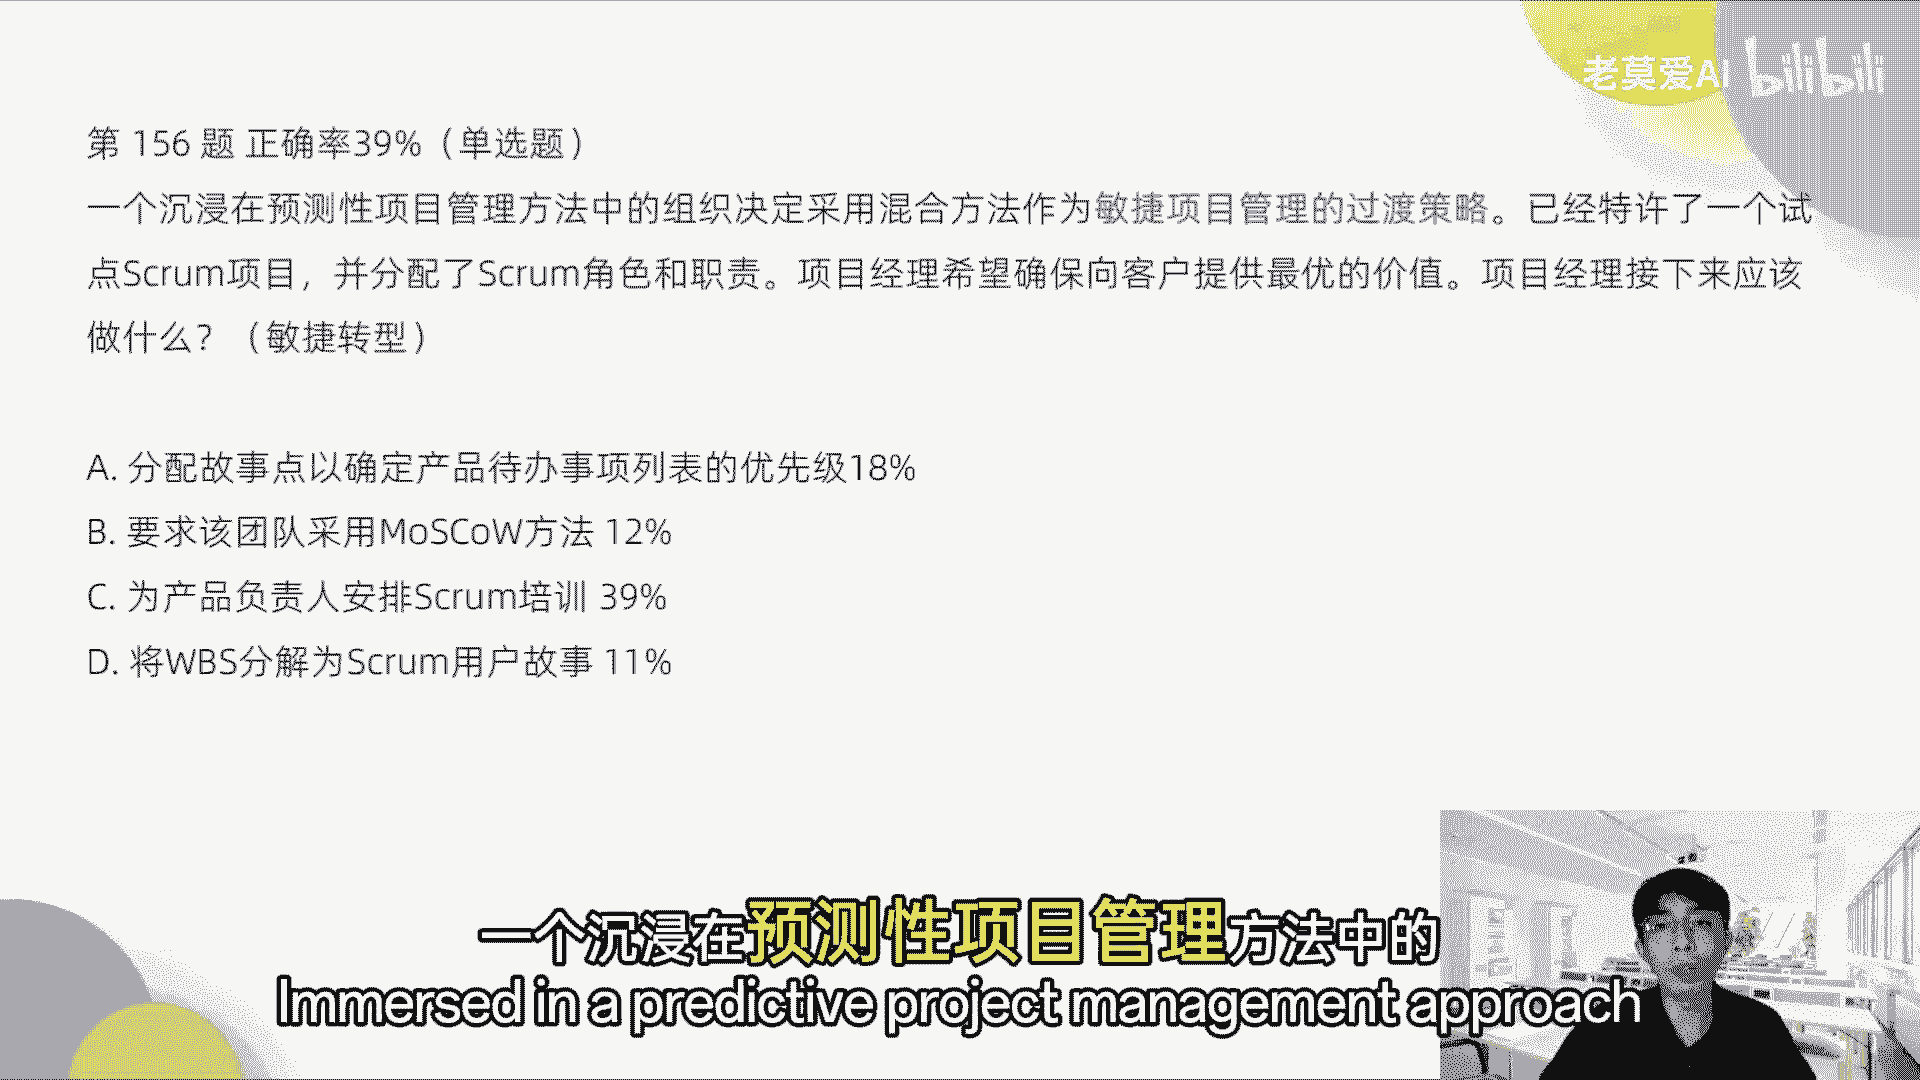 老莫爱AI bilibili
第 156 题 正确率39%（单选题）
一个沉浸在预测性项目管理方法中的组织决定采用混合方法作为敏捷项目管理的过渡策略。已经特许了一个试
点Scrum项目，并分配了Scrum角色和职责。项目经理希望确保向客户提供最优的价值。项目经理接下来应该
做什么？（敏捷转型）
A. 分配故事点以确定产品待办事项列表的优先级18%
B. 要求该团队采用MoSCoW方法 12%
C. 为产品负责人安排Scrum培训 39%
D. 将WBS分解为Scrum用户故事 11%
一个沉浸在预测性项目管理方法中的
Immersed in a predictive project management approach